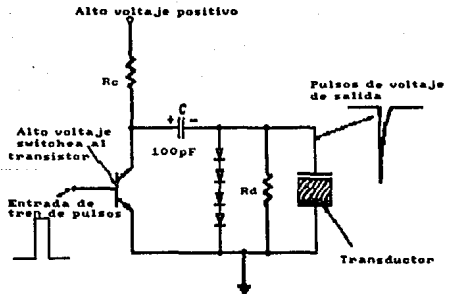 Alto voltaje positivo
Rc
Pulsos de voltaje
de salida
C
+ -
100pF
Alto voltaje
switchea al
transistor
Rd
Entrada de
tren de pulsos
Transductor